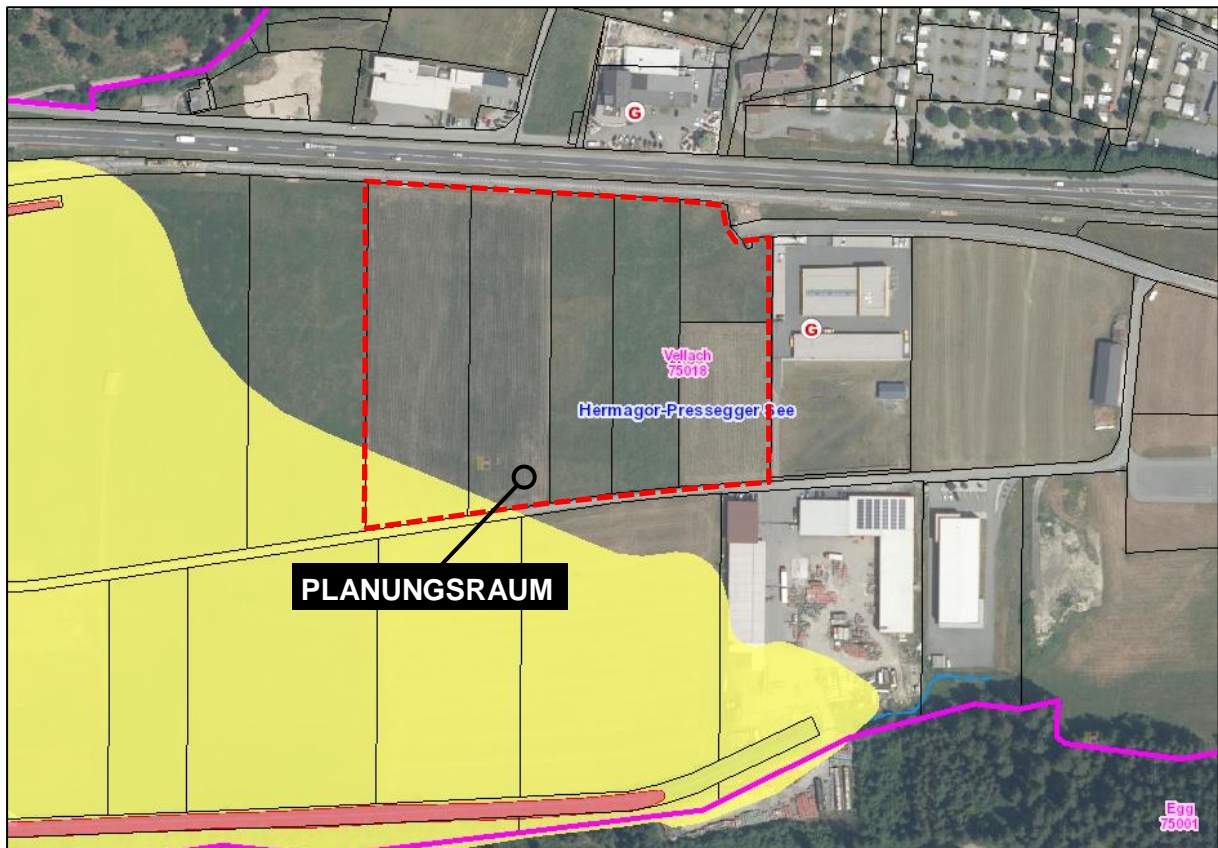 G
G
Vellach
75018
Hermagor-Pressegger See
PLANUNGSRAUM
Egg
75001